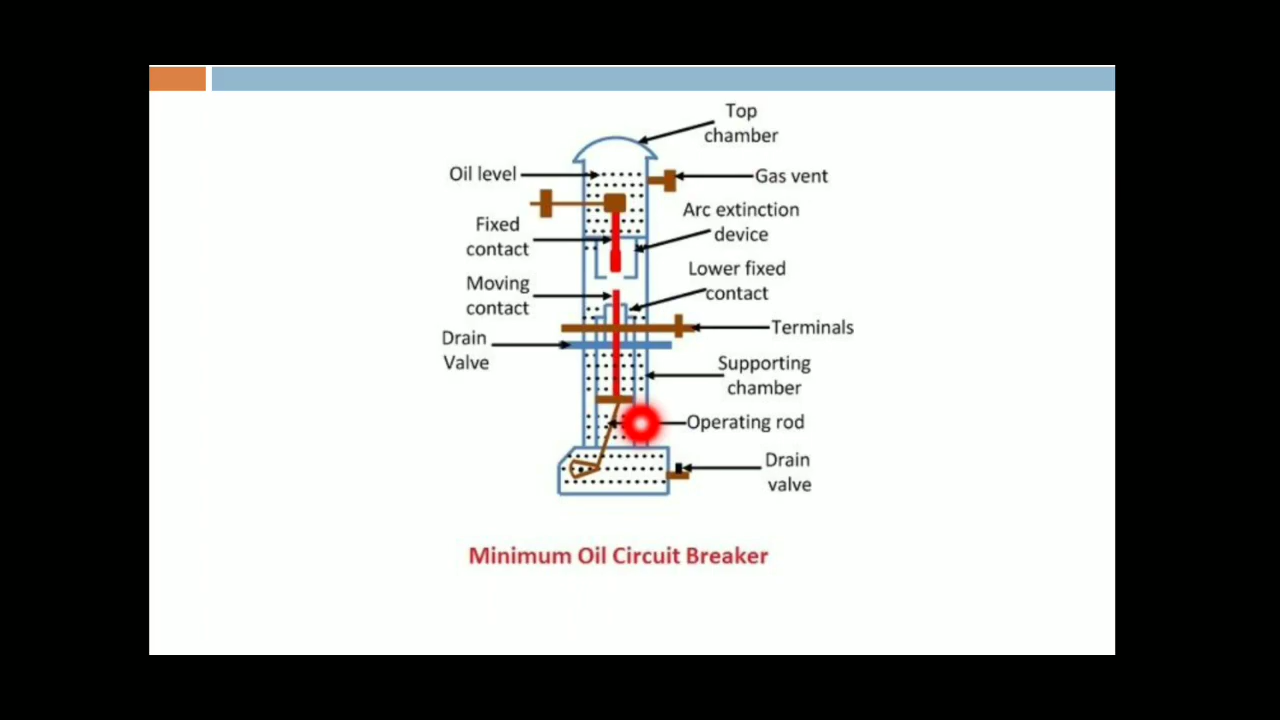 Top
chamber
Oil level
Gas vent
Arc extinction
device
Fixed
contact
Lower fixed
contact
Moving
contact
Terminals
Drain
Valve
Supporting
chamber
Operating rod
Drain
valve
Minimum Oil Circuit Breaker